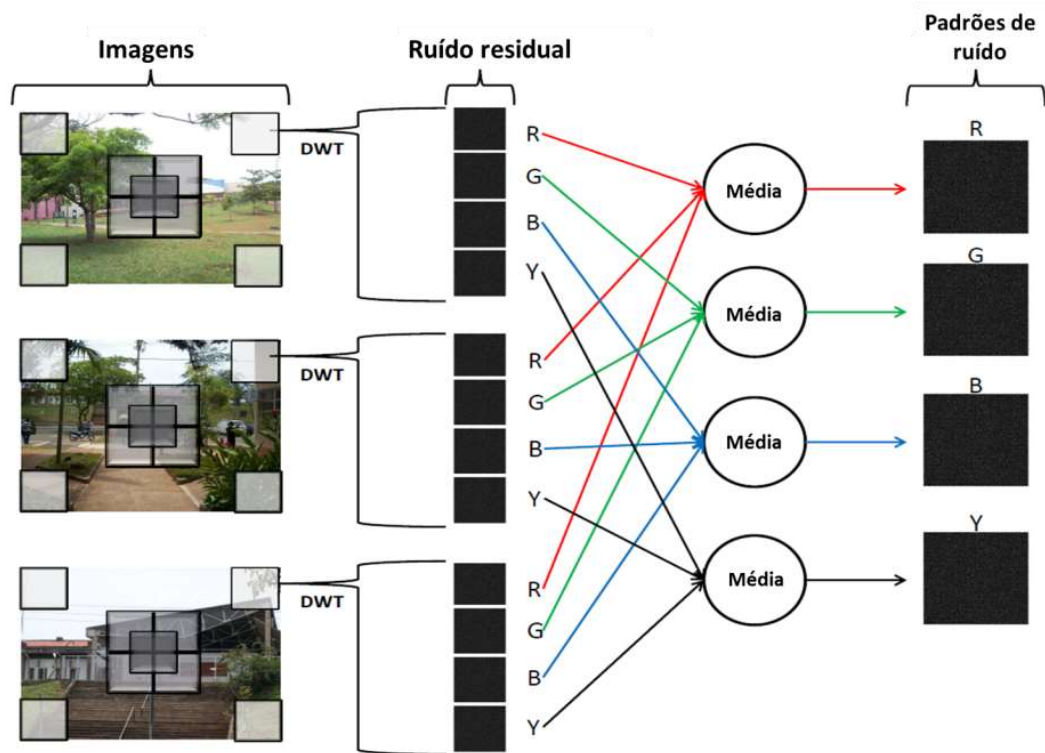 Imagens
Ruído residual
Padrões de
ruído
DWT
R
G
B
Y
DWT
R
G
B
Y
DWT
R
G
B
Y
Média
Média
Média
Média
R
G
B
Y